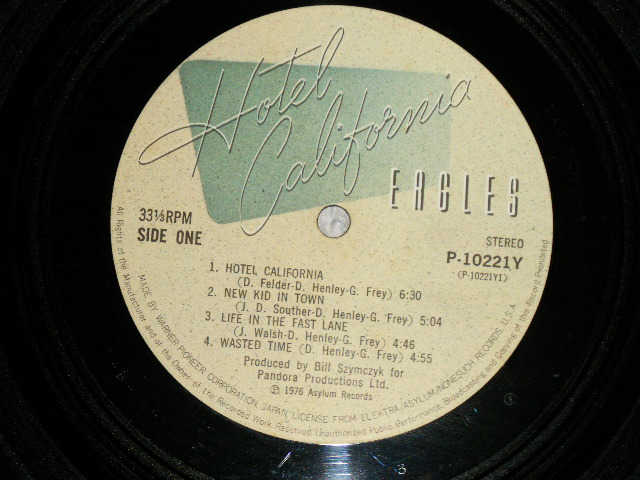 Hotel
California
EAGLES
33⅓RPM
SIDE ONE
STEREO
P-10221Y
(P-10221Y1)
1. HOTEL CALIFORNIA
(D. Felder-D. Henley-G. Frey) 6:30
2. NEW KID IN TOWN
(J. D. Souther-D. Henley-G. Frey) 5:04
3. LIFE IN THE FAST LANE
(J. Walsh-D. Henley-G. Frey) 4:46
4. WASTED TIME (D. Henley-G. Frey) 4:55
Produced by Bill Szymczyk for
Pandora Productions Ltd.
Ⓟ 1976 Asylum Records
MADE BY WARNER-PIONEER CORPORATION, JAPAN, LICENSE FROM ELEKTRA/ASYLUM/NONESUCH RECORDS, U.S.A.
All Rights of the Manufacturer and of the Owner of the Recorded Work Reserved. Unauthorized Public Performance, Broadcasting and Copying of this Record Prohibited